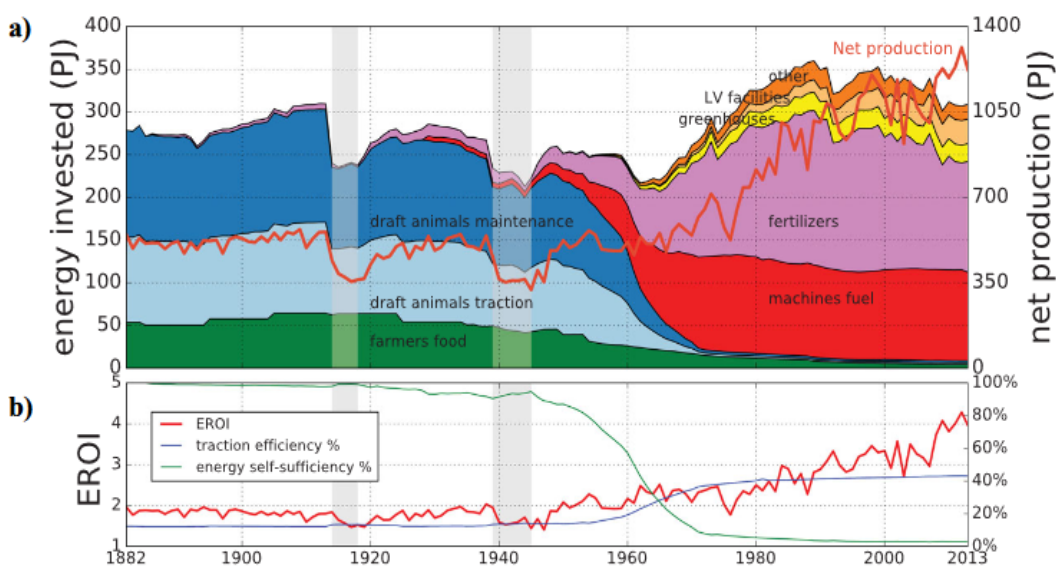 a)
energy invested (PJ)
400
350
300
250
200
150
100
50
0
net production (PJ)
1400
1050
700
350
0
Net production
other
LV facilities
greenhouses
draft animals maintenance
fertilizers
draft animals traction
machines fuel
farmers food
b)
EROI
5
4
3
2
1
EROI
traction efficiency %
energy self-sufficiency %
100%
80%
60%
40%
20%
0%
1882
1900
1920
1940
1960
1980
2000
2013